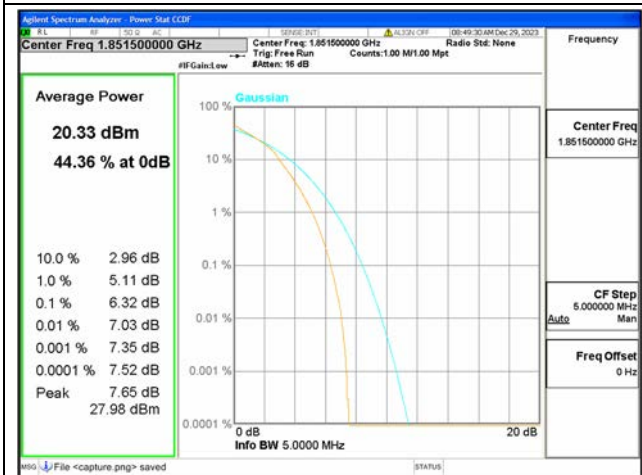 Agilent Spectrum Analyzer - Power Stat CCDF
RL RF 50 Ω AC SENSE:INT ALIGN OFF 08:49:30 AM Dec 29, 2023
Center Freq 1.851500000 GHz
Center Freq: 1.851500000 GHz
Radio Std: None
Trig: Free Run
Counts:1.00 M/1.00 Mpt
#IFGain:Low
#Atten: 16 dB
Frequency
Average Power
20.33 dBm
44.36 % at 0dB
10.0 % 2.96 dB
1.0 % 5.11 dB
0.1 % 6.32 dB
0.01 % 7.03 dB
0.001 % 7.35 dB
0.0001 % 7.52 dB
Peak 7.65 dB
27.98 dBm
Gaussian
100 %
10 %
1 %
0.1 %
0.01 %
0.001 %
0.0001 %
0 dB
20 dB
Info BW 5.0000 MHz
Center Freq
1.851500000 GHz
CF Step
5.000000 MHz
Auto Man
Freq Offset
0 Hz
MSG File <capture.png> saved
STATUS